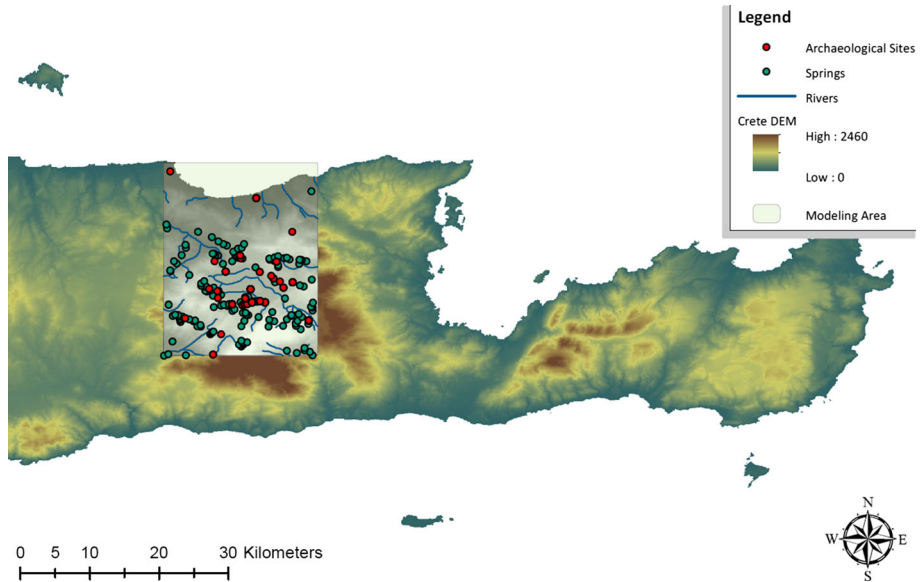 Legend
Archaeological Sites
Springs
Rivers
Crete DEM
High : 2460
Low : 0
Modeling Area
N
W E
S
0 5 10 20 30 Kilometers